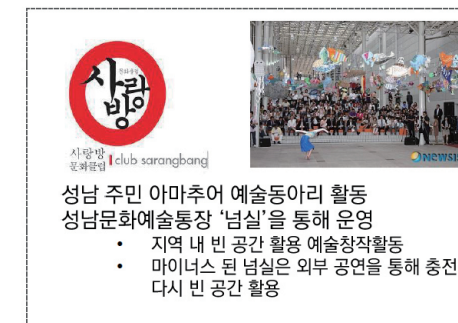 사랑방
사랑방
문화클럽 club sarangbang
NEWSI
성남 주민 아마추어 예술동아리 활동
성남문화예술통장 ‘넘실’을 통해 운영
• 지역 내 빈 공간 활용 예술창작활동
• 마이너스 된 넘실은 외부 공연을 통해 충전
다시 빈 공간 활용